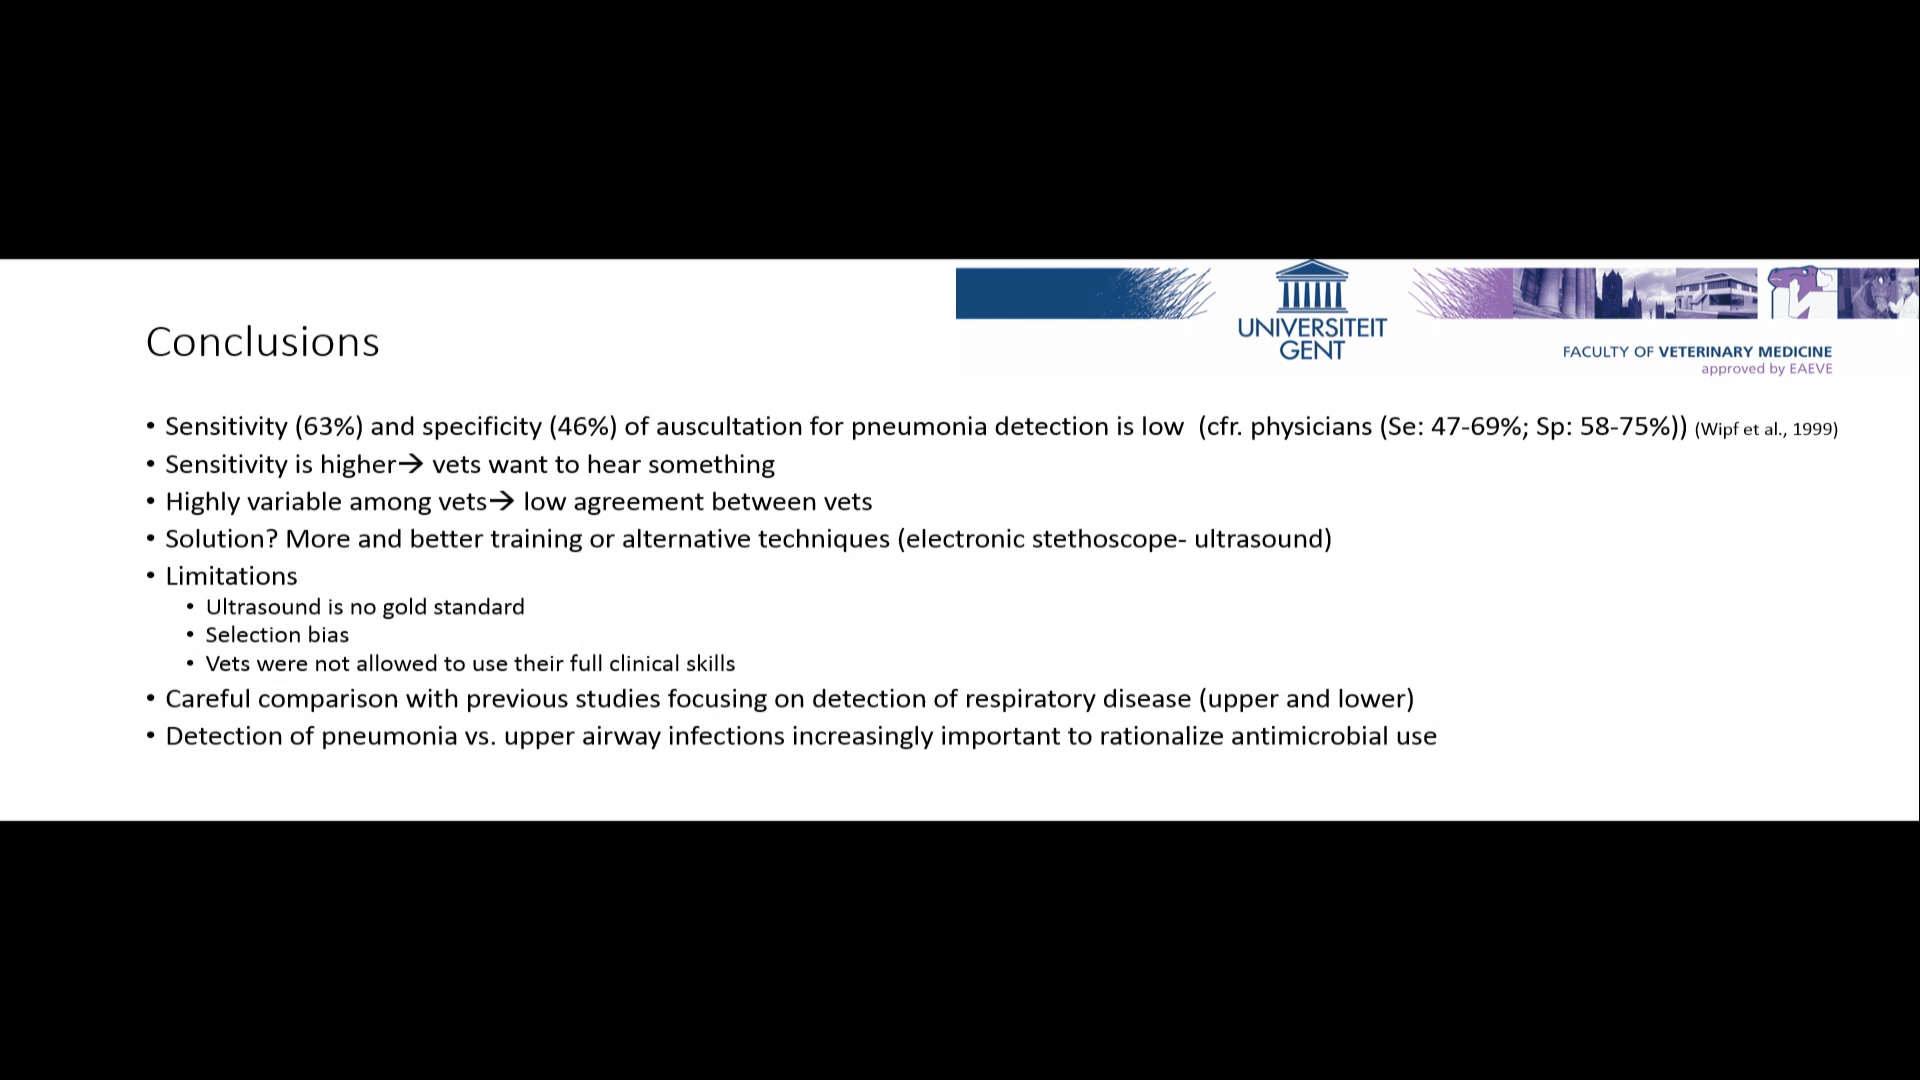 UNIVERSITEIT
GENT
FACULTY OF VETERINARY MEDICINE
approved by EAEVE
Conclusions
• Sensitivity (63%) and specificity (46%) of auscultation for pneumonia detection is low (cfr. physicians (Se: 47-69%; Sp: 58-75%)) (Wipf et al., 1999)
• Sensitivity is higher→ vets want to hear something
• Highly variable among vets→ low agreement between vets
• Solution? More and better training or alternative techniques (electronic stethoscope- ultrasound)
• Limitations
• Ultrasound is no gold standard
• Selection bias
• Vets were not allowed to use their full clinical skills
• Careful comparison with previous studies focusing on detection of respiratory disease (upper and lower)
• Detection of pneumonia vs. upper airway infections increasingly important to rationalize antimicrobial use